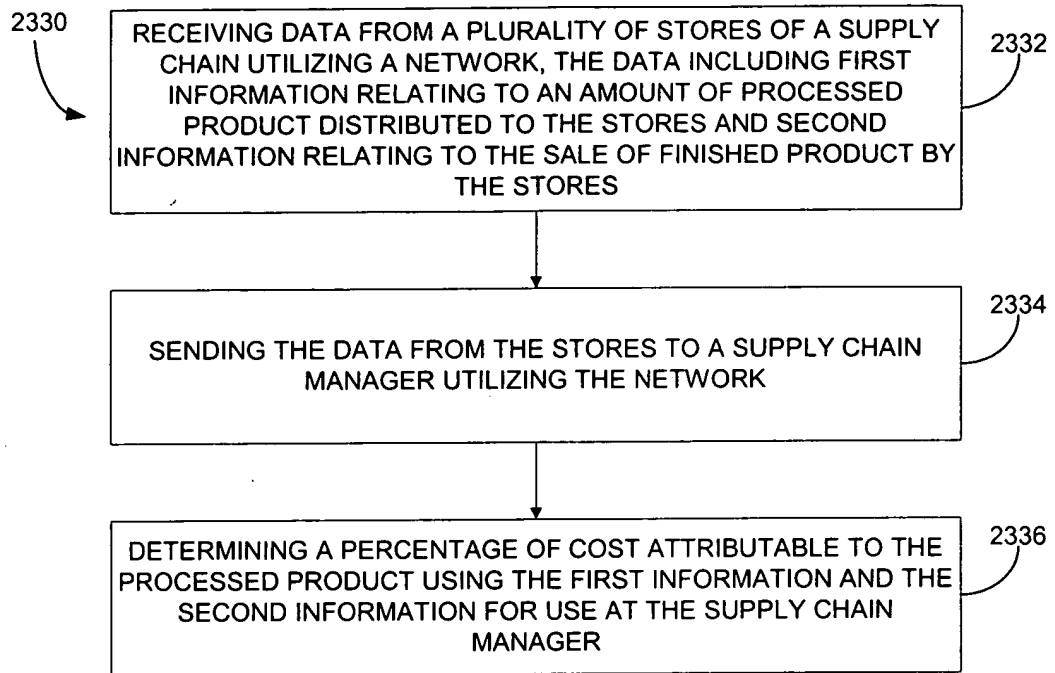 2330
RECEIVING DATA FROM A PLURALITY OF STORES OF A SUPPLY
CHAIN UTILIZING A NETWORK, THE DATA INCLUDING FIRST
INFORMATION RELATING TO AN AMOUNT OF PROCESSED
PRODUCT DISTRIBUTED TO THE STORES AND SECOND
INFORMATION RELATING TO THE SALE OF FINISHED PRODUCT BY
THE STORES
2332
SENDING THE DATA FROM THE STORES TO A SUPPLY CHAIN
MANAGER UTILIZING THE NETWORK
2334
DETERMINING A PERCENTAGE OF COST ATTRIBUTABLE TO THE
PROCESSED PRODUCT USING THE FIRST INFORMATION AND THE
SECOND INFORMATION FOR USE AT THE SUPPLY CHAIN
MANAGER
2336